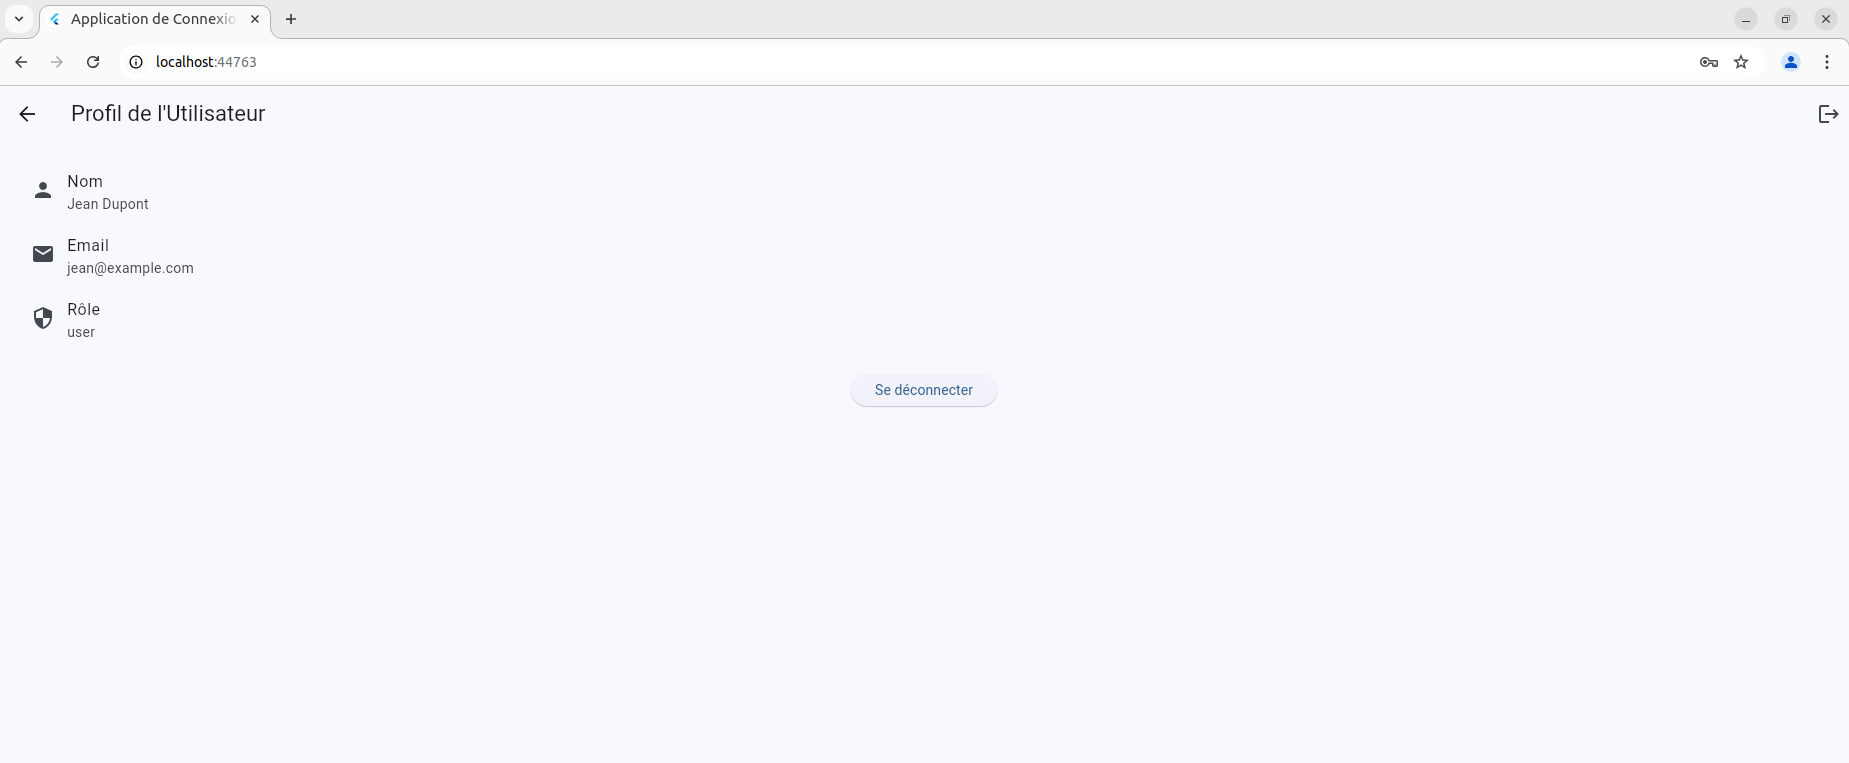 Application de Connexio
localhost:44763
Profil de l'Utilisateur
Nom
Jean Dupont
Email
jean@example.com
Rôle
user
Se déconnecter